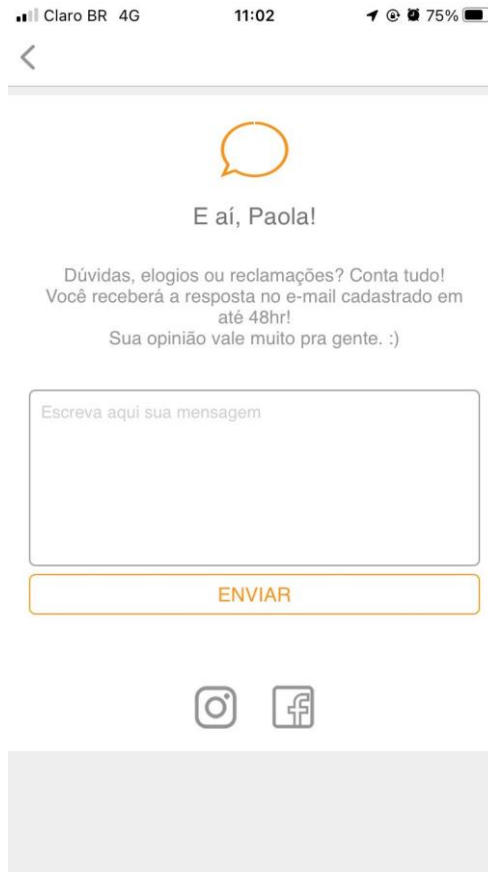 Claro BR 4G 11:02 75%
E aí, Paola!
Dúvidas, elogios ou reclamações? Conta tudo!
Você receberá a resposta no e-mail cadastrado em
até 48hr!
Sua opinião vale muito pra gente. :)
Escreva aqui sua mensagem
ENVIAR